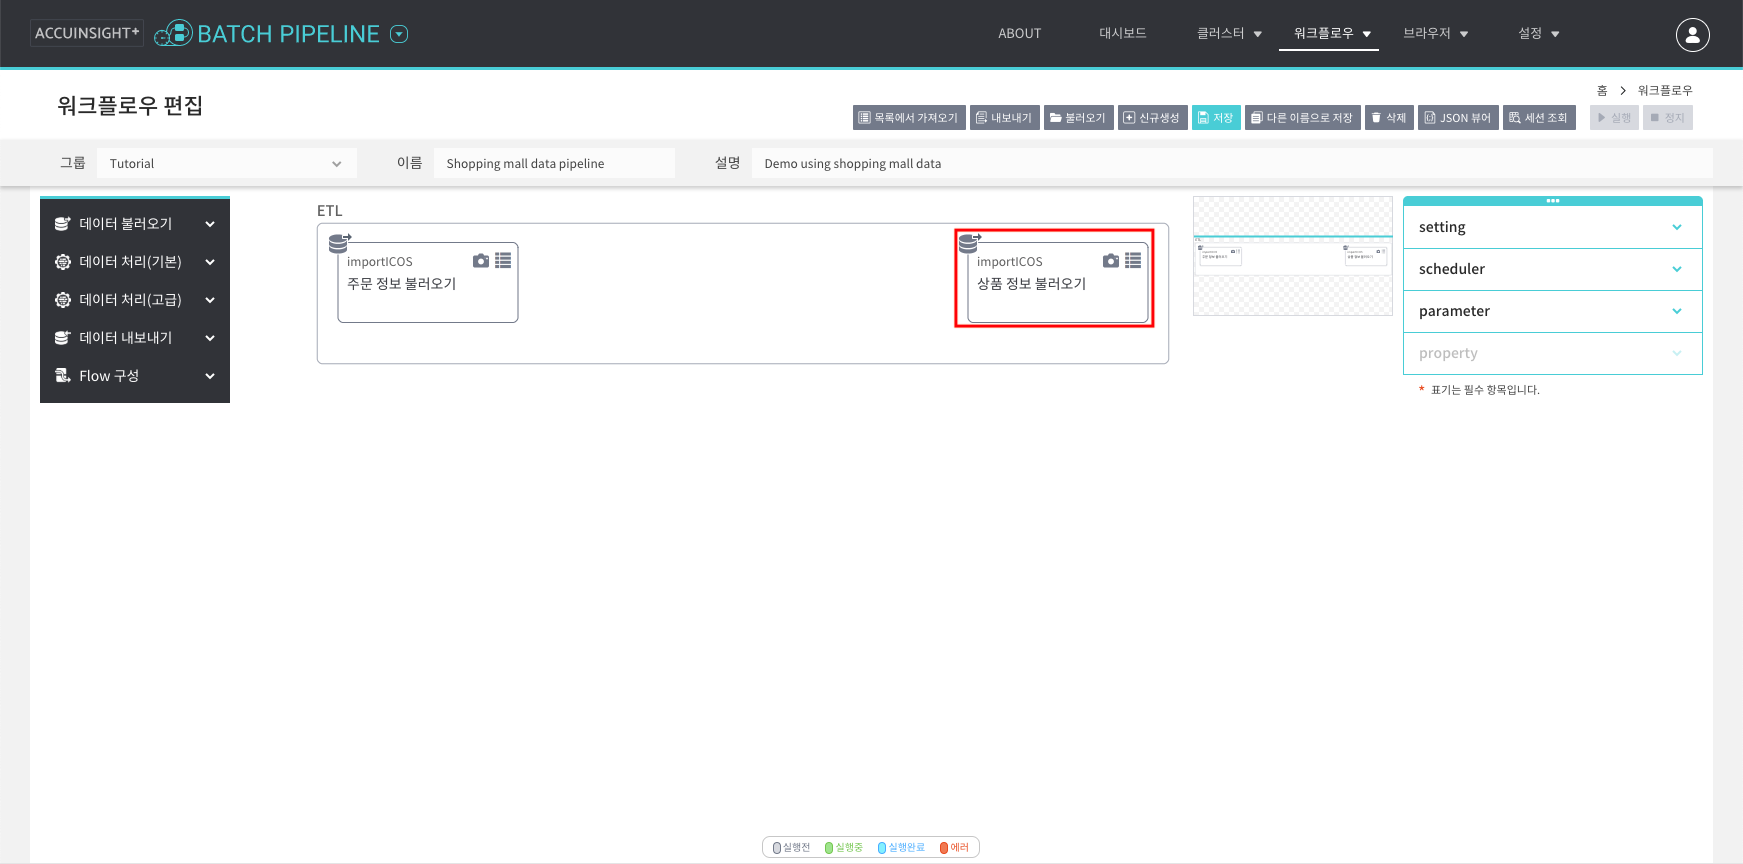 ACCUINSIGHT+ BATCH PIPELINE ABOUT 대시보드 클러스터 워크플로우 브라우저 설정
홈 > 워크플로우
워크플로우 편집
목록에서 가져오기 내보내기 불러오기 신규생성 저장 다른 이름으로 저장 삭제 JSON 뷰어 세션 조회 실행 정지
그룹 Tutorial 이름 Shopping mall data pipeline 설명 Demo using shopping mall data
데이터 불러오기
데이터 처리(기본)
데이터 처리(고급)
데이터 내보내기
Flow 구성
ETL
importICOS
주문 정보 불러오기
importICOS
상품 정보 불러오기
setting
scheduler
parameter
property
* 표기는 필수 항목입니다.
실행전 실행중 실행완료 에러